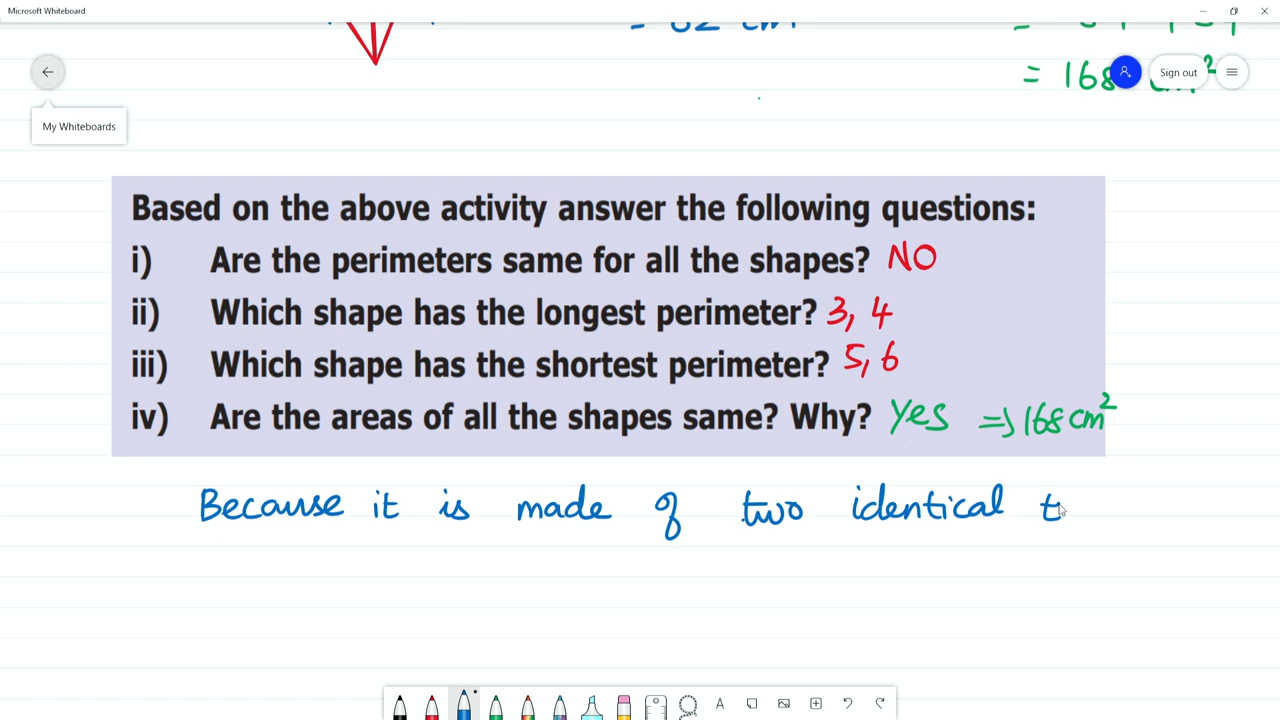 Microsoft Whiteboard
= 168
Sign out
My Whiteboards
Based on the above activity answer the following questions:
i) Are the perimeters same for all the shapes? NO
ii) Which shape has the longest perimeter? 3, 4
iii) Which shape has the shortest perimeter? 5, 6
iv) Are the areas of all the shapes same? Why? Yes => 168 cm²
Because it is made of two identical t
A